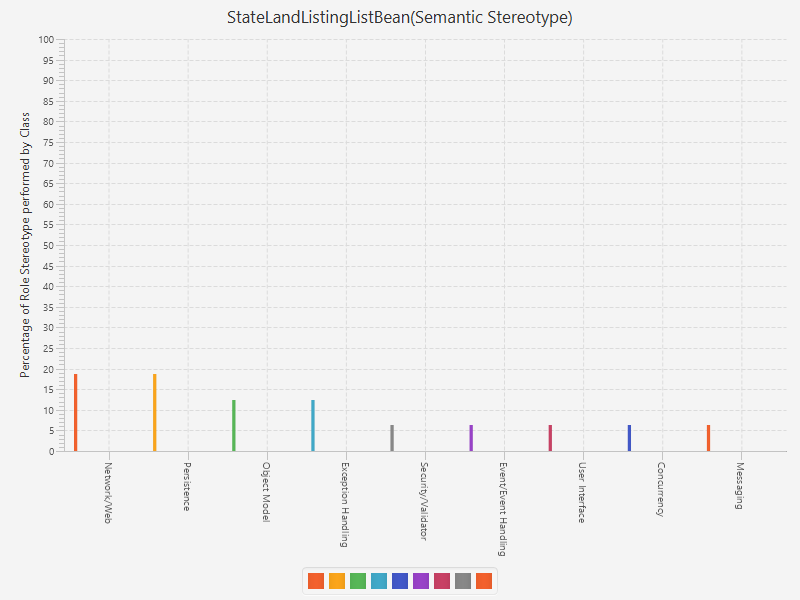 StateLandListingListBean(Semantic Stereotype)
Percentage of Role Stereotype performed by Class
100
95
90
85
80
75
70
65
60
55
50
45
40
35
30
25
20
15
10
5
0
Network/Web
Persistence
Object Model
Exception Handling
Security/Validator
Event/Event Handling
User Interface
Concurrency
Messaging